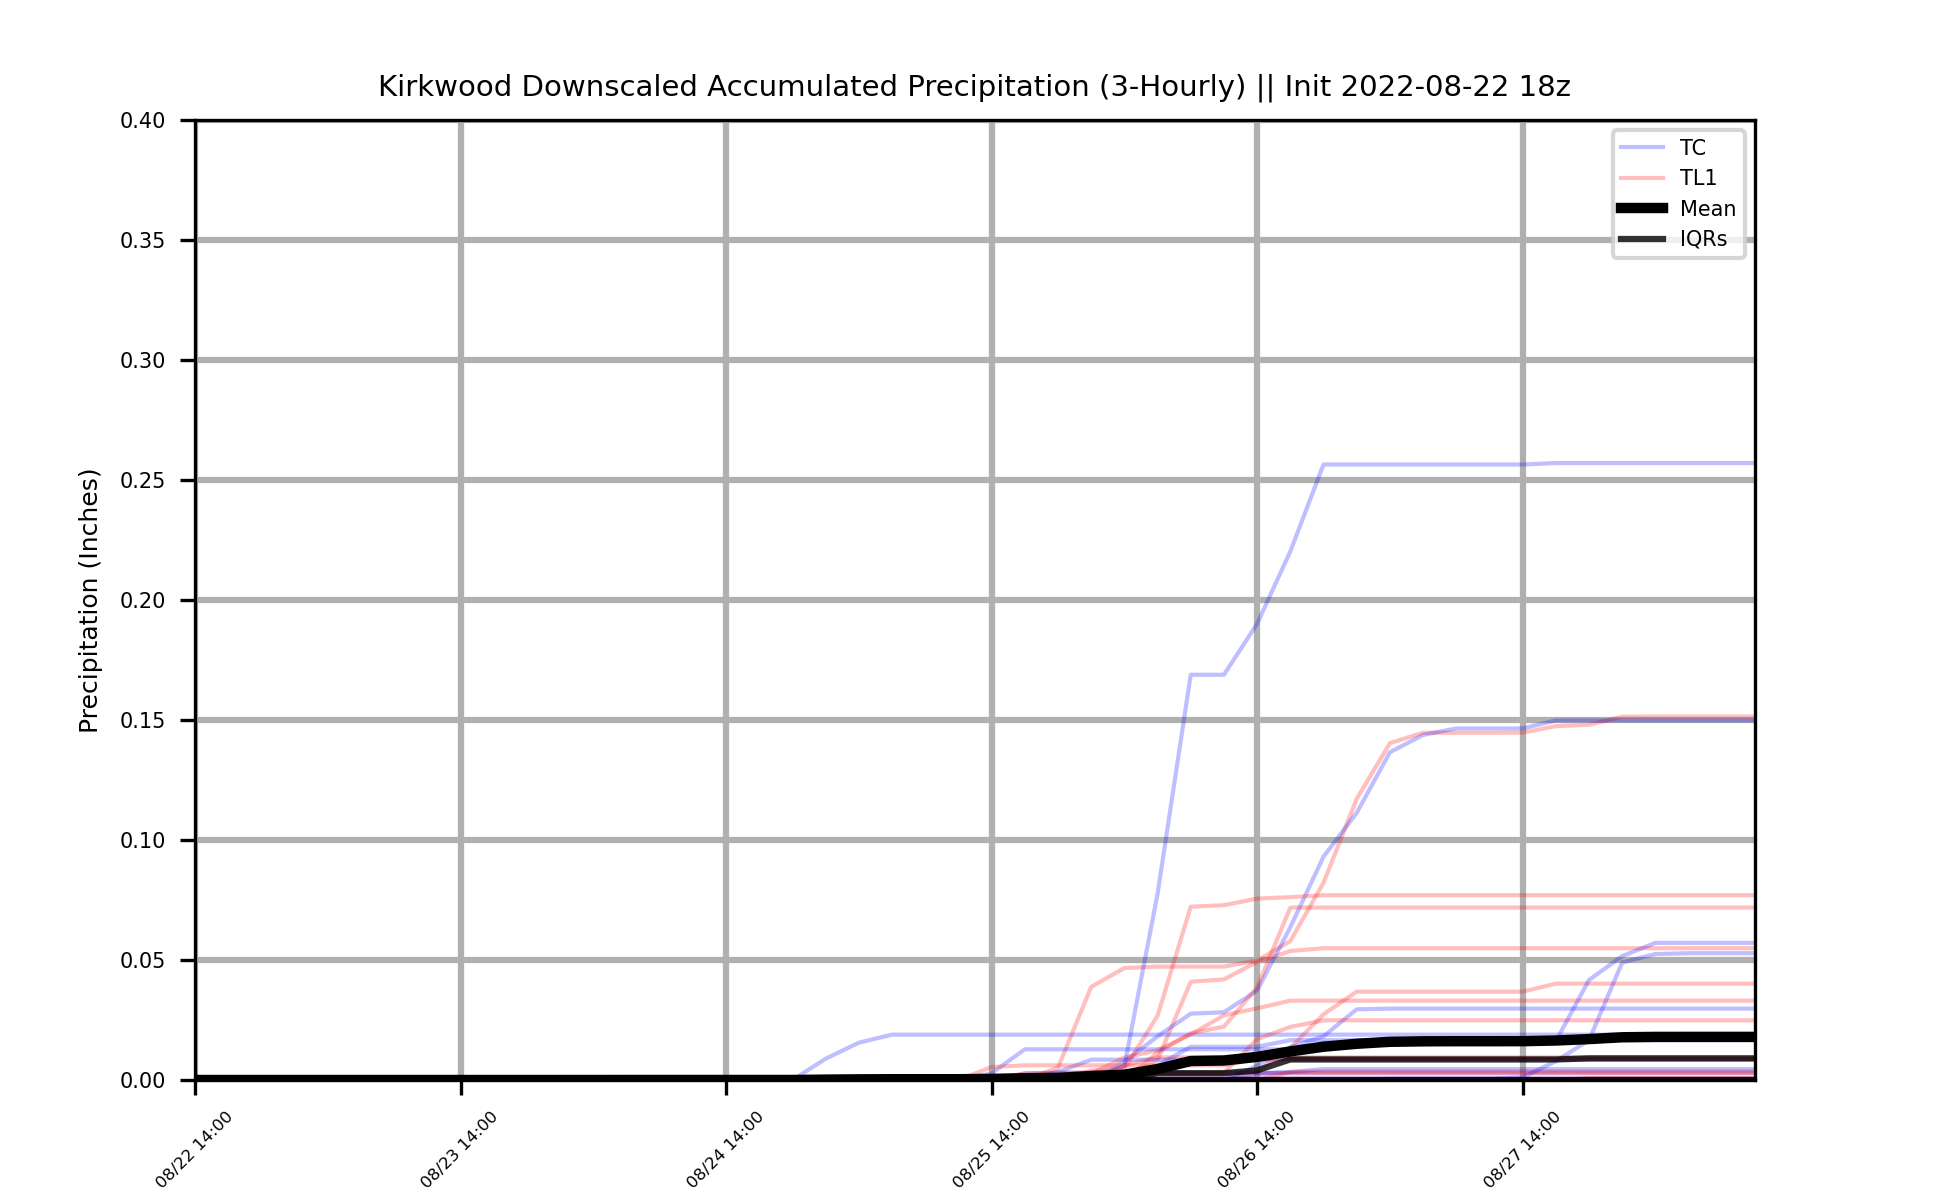 Kirkwood Downscaled Accumulated Precipitation (3-Hourly) || Init 2022-08-22 18z
0.40
0.35
0.30
0.25
0.20
0.15
0.10
0.05
0.00
Precipitation (Inches)
TC
TL1
Mean
IQRs
08/22 14:00
08/23 14:00
08/24 14:00
08/25 14:00
08/26 14:00
08/27 14:00